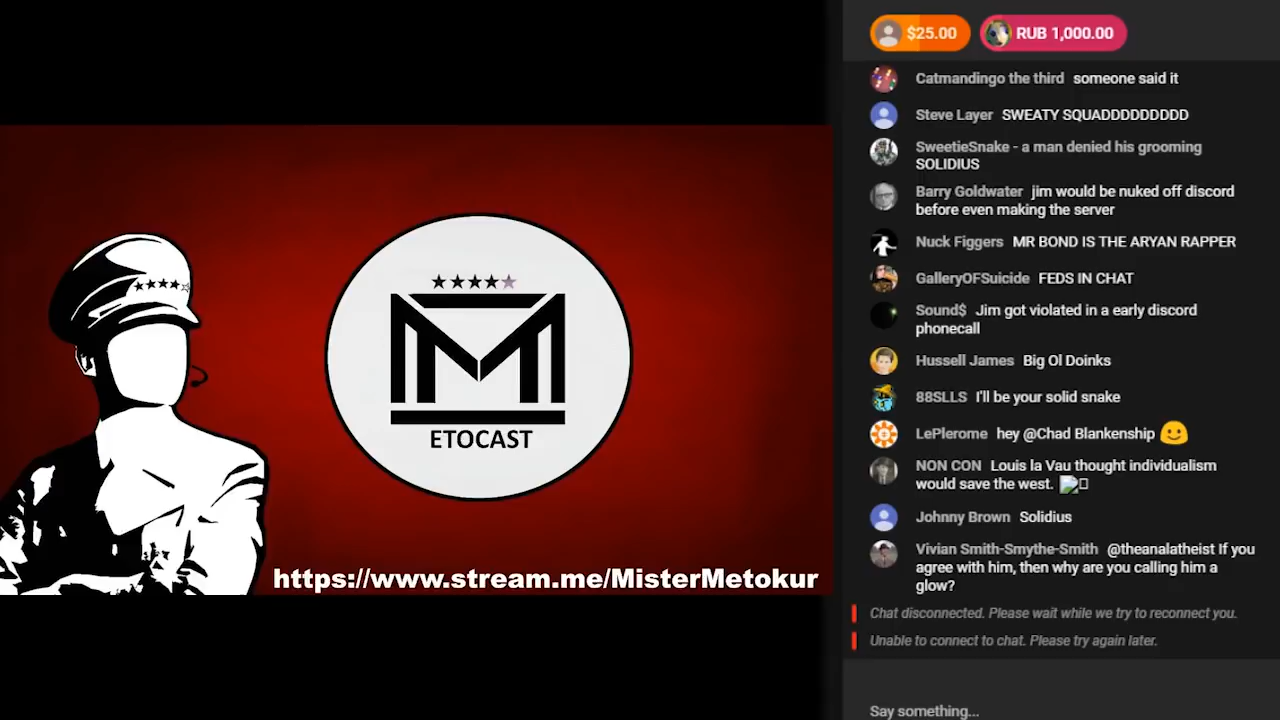 $25.00
RUB 1,000.00
Catmandingo the third someone said it
Steve Layer SWEATY SQUADDDDDDDDD
SweetieSnake - a man denied his grooming
SOLIDIUS
Barry Goldwater jim would be nuked off discord
before even making the server
Nuck Figgers MR BOND IS THE ARYAN RAPPER
GalleryOFSuicide FEDS IN CHAT
Sound$ Jim got violated in a early discord
phonecall
Hussell James Big Ol Doinks
88SLLS I'll be your solid snake
LePlerome hey @Chad Blankenship
NON CON Louis la Vau thought individualism
would save the west.
Johnny Brown Solidius
Vivian Smith-Smythe-Smith @theanalatheist If you
agree with him, then why are you calling him a
glow?
Chat disconnected. Please wait while we try to reconnect you.
Unable to connect to chat. Please try again later.
Say something...
M
ETOCAST
https://www.stream.me/MisterMetokur